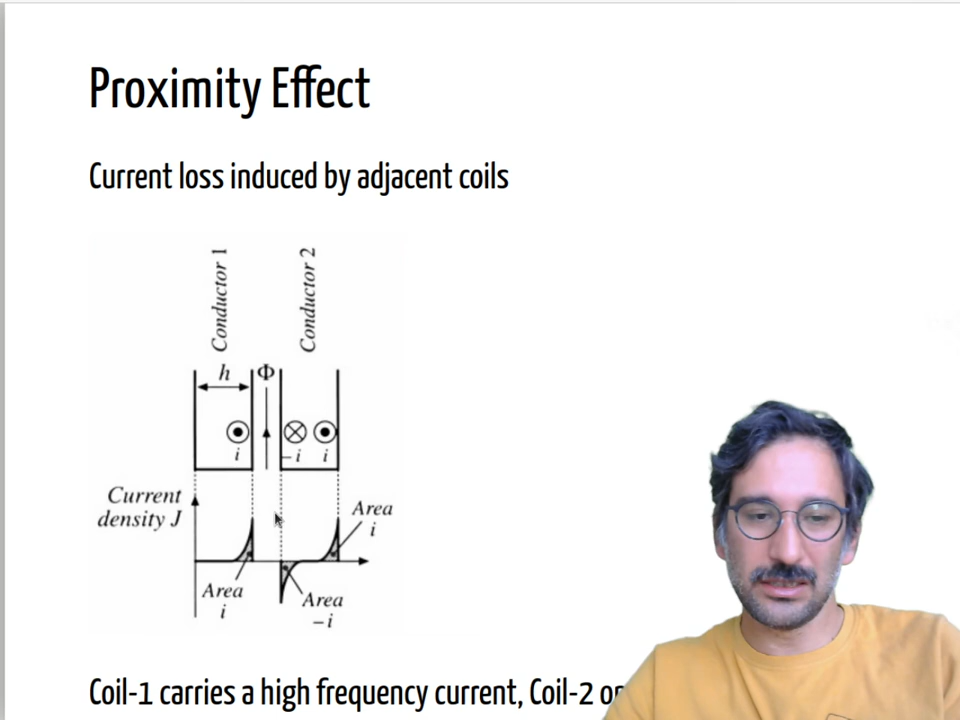 Proximity Effect
Current loss induced by adjacent coils
Conductor 1
Conductor 2
h
Φ
i
−i
i
Current
density J
Area
i
Area
i
Area
−i
Coil-1 carries a high frequency current, Coil-2